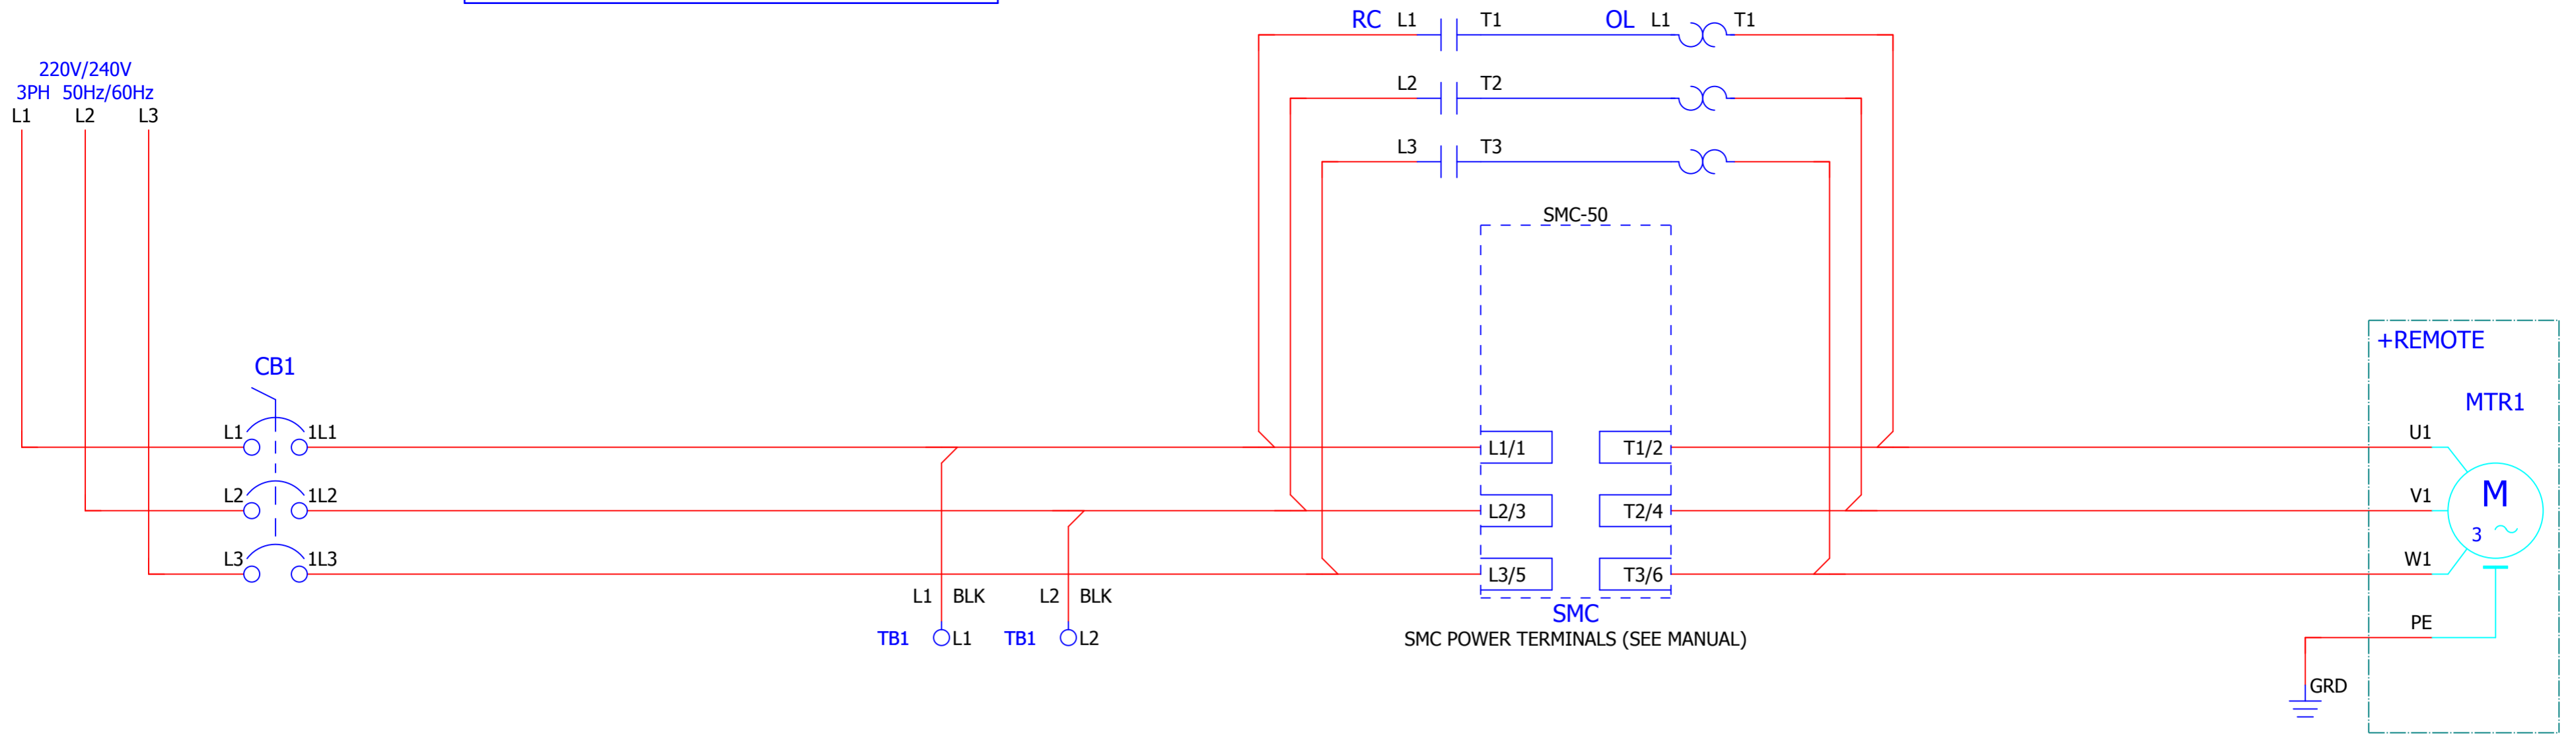 RC L1 T1 OL L1 T1
220V/240V
3PH 50Hz/60Hz
L1 L2 L3
L2 T2
L3 T3
SMC-50
+REMOTE
CB1
MTR1
L1 1L1 L1/1 T1/2 U1
L2 1L2 L2/3 T2/4 V1
M
3
L3 1L3 L3/5 T3/6 W1
L1 BLK L2 BLK
SMC
PE
TB1 L1 TB1 L2
SMC POWER TERMINALS (SEE MANUAL)
GRD